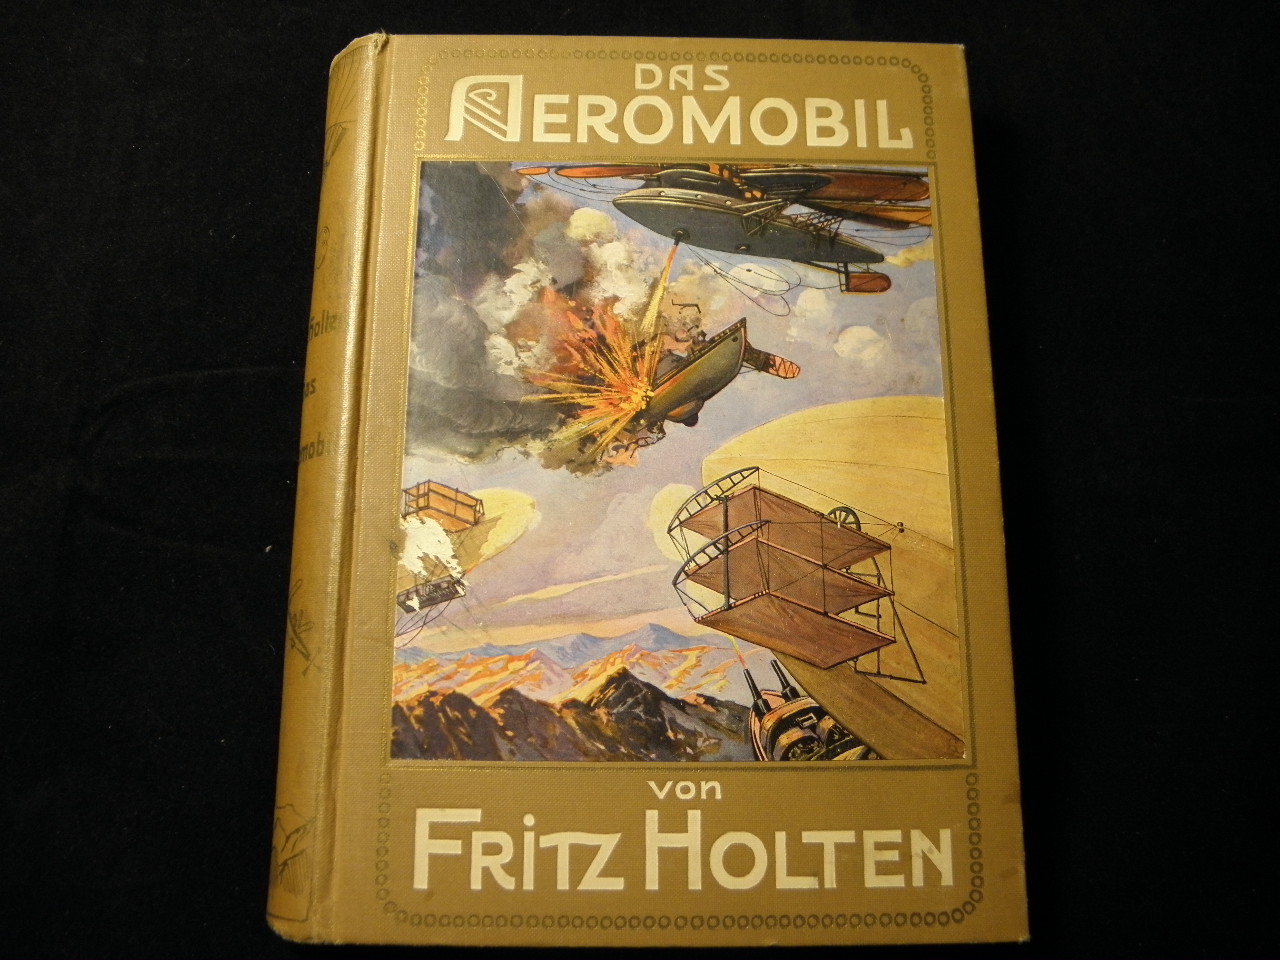 DAS
AEROMOBIL
von
FRITZ HOLTEN